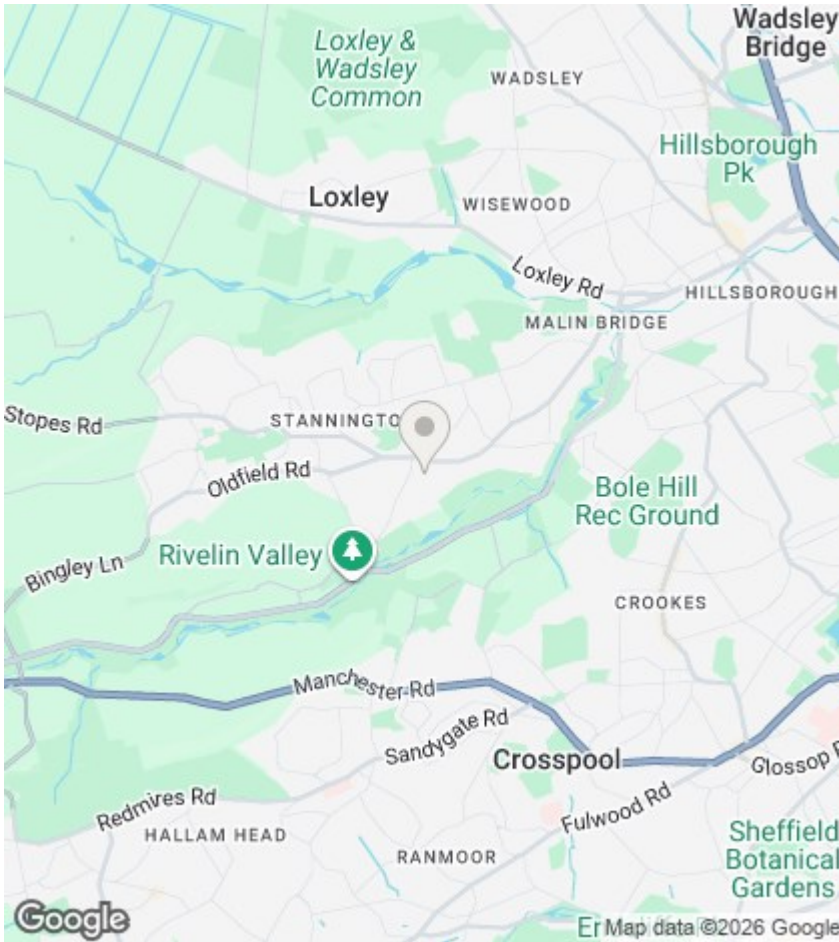 Wadsley
Bridge
Loxley &
Wadsley
Common
WADSLEY
Hillsborough
Pk
Loxley
WISEWOOD
Loxley Rd
HILLSBOROUGH
MALIN BRIDGE
Stopes Rd
STANNINGTO
Oldfield Rd
Bole Hill
Rec Ground
Rivelin Valley
Bingley Ln
CROOKES
Manchester Rd
Sandygate Rd
Crosspool
Glossop
Redmires Rd
Fulwood Rd
HALLAM HEAD
RANMOOR
Sheffield
Botanical
Gardens
Google
Map data ©2026 Google